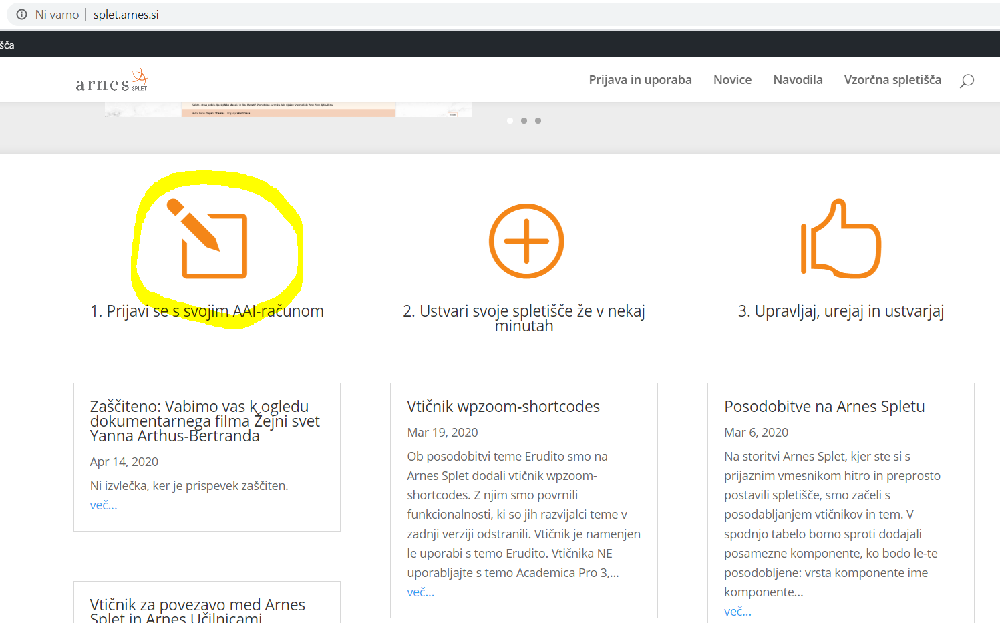 Ni varno | splet.arnes.si
šča
arnes SPLET
Prijava in uporaba Novice Navodila Vzorčna spletišča
1. Prijavi se s svojim AAI-računom
2. Ustvari svoje spletišče že v nekaj
minutah
3. Upravljaj, urejaj in ustvarjaj
Zaščiteno: Vabimo vas k ogledu
dokumentarnega filma Žejni svet
Yanna Arthus-Bertranda
Apr 14, 2020
Ni izvlečka, ker je prispevek zaščiten.
več...
Vtičnik za povezavo med Arnes
Splet in Arnes Učilnicami
Vtičnik wpzoom-shortcodes
Mar 19, 2020
Ob posodobitvi teme Erudito smo na
Arnes Splet dodali vtičnik wpzoom-
shortcodes. Z njim smo povrnili
funkcionalnosti, ki so jih razvijalci teme v
zadnji verziji odstranili. Vtičnik je namenjen
le uporabi s temo Erudito. Vtičnika NE
uporabljajte s temo Academica Pro 3,...
več...
Posodobitve na Arnes Spletu
Mar 6, 2020
Na storitvi Arnes Splet, kjer ste si s
prijaznim vmesnikom hitro in preprosto
postavili spletišče, smo začeli s
posodabljanjem vtičnikov in tem. V
spodnjo tabelo bomo sproti dodajali
posamezne komponente, ko bodo le-te
posodobljene: vrsta komponente ime
komponente...
več...